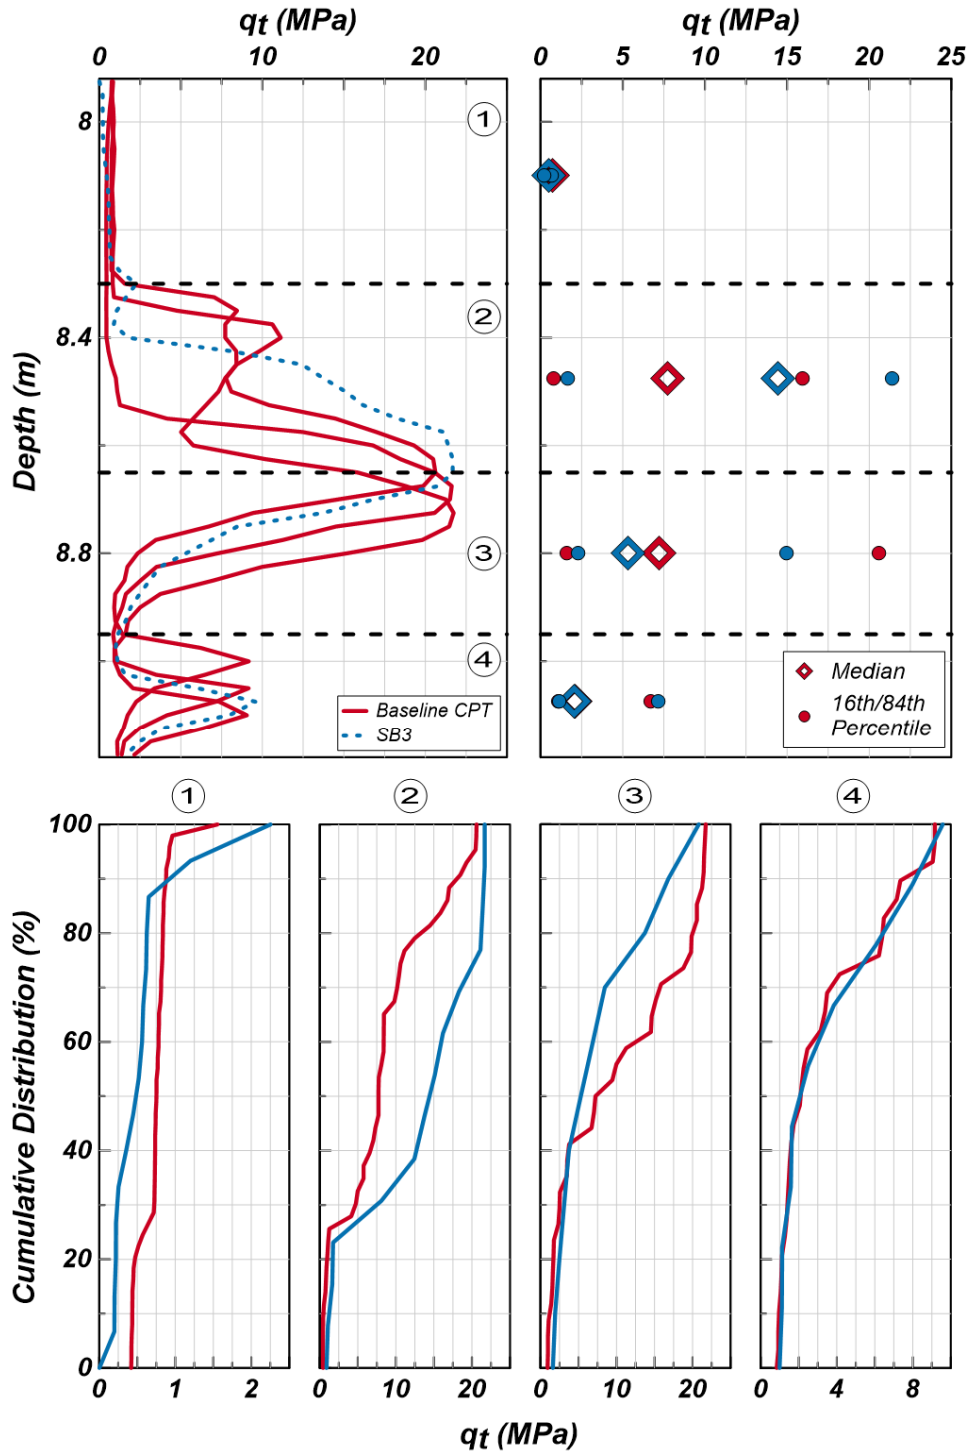 qt (MPa)
qt (MPa)
0 10 20
0 5 10 15 20 25
Depth (m)
8
8.4
8.8
1
2
3
4
Baseline CPT
SB3
Median
16th/84th
Percentile
1 2 3 4
Cumulative Distribution (%)
100
80
60
40
20
0
0 1 2
0 10 20
0 10 20
0 4 8
qt (MPa)